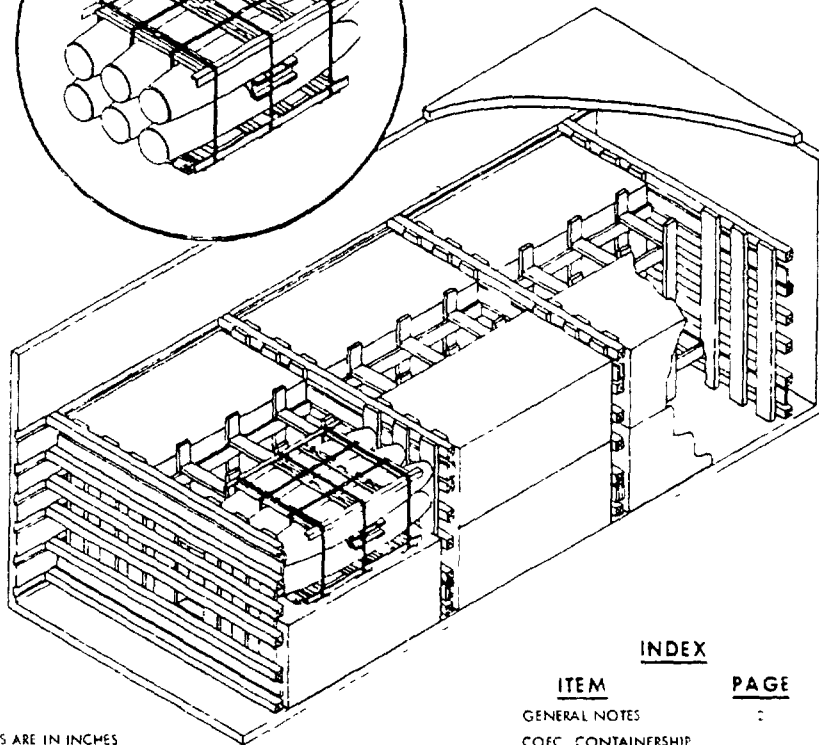 INDEX
ITEM PAGE
GENERAL NOTES
COFC CONTAINERSHIP
S ARE IN INCHES